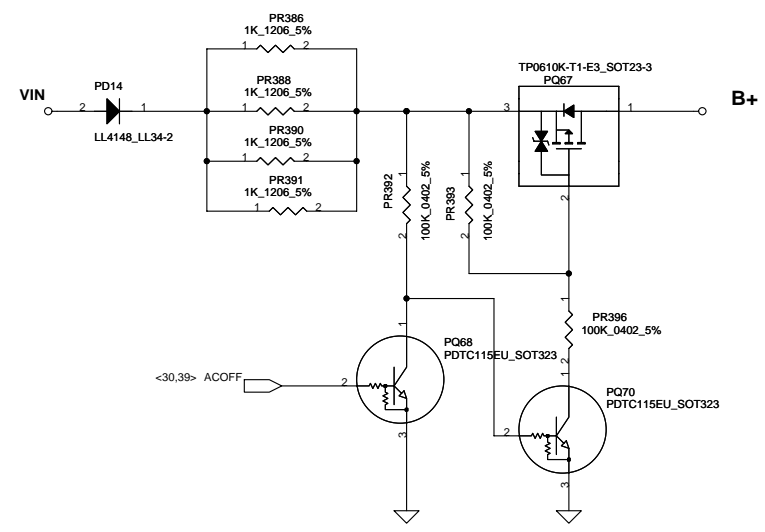 PR386
1K_1206_5%
1 2
PR388
1K_1206_5%
1 2
PR390
1K_1206_5%
1 2
PR391
1K_1206_5%
1 2
VIN
PD14
2 1
LL4148_LL34-2
TP0610K-T1-E3_SOT23-3
PQ67
3 1
2
B+
PR392
100K_0402_5%
1
2
PR393
100K_0402_5%
1
2
PR396
100K_0402_5%
1
2
PQ68
PDTC115EU_SOT323
1
2
3
<30,39> ACOFF
PQ70
PDTC115EU_SOT323
1
2
3